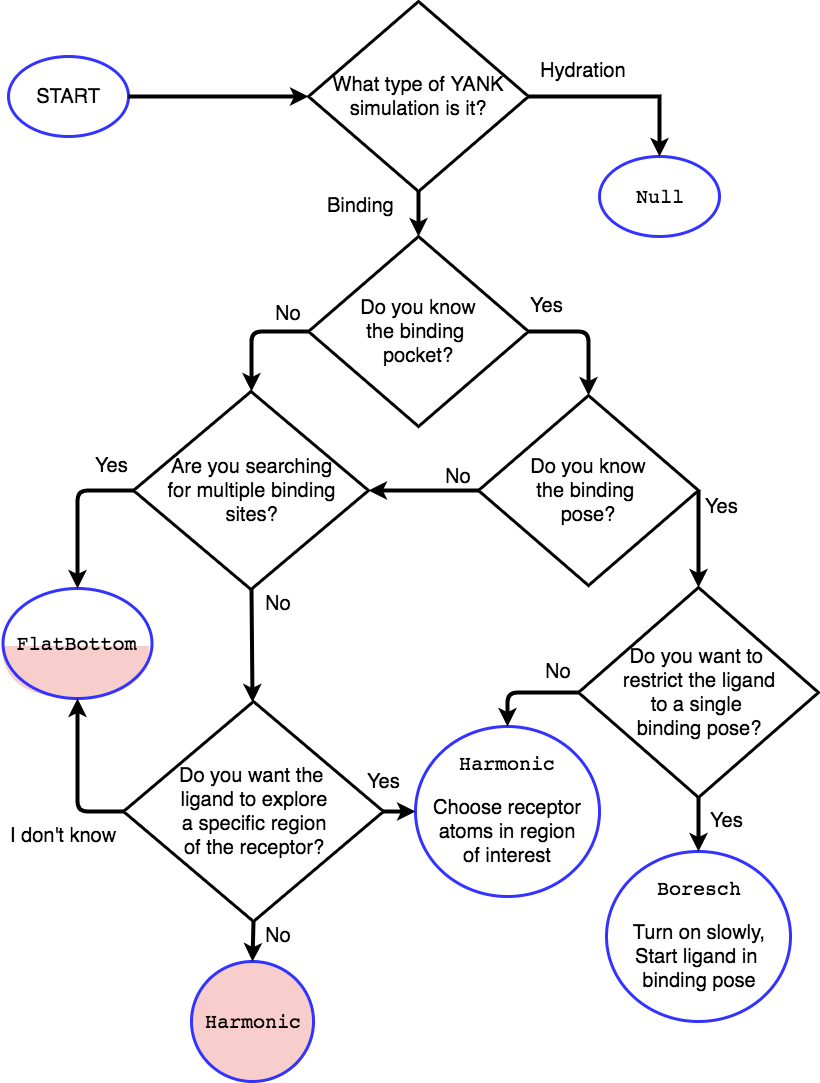 START
What type of YANK
simulation is it?
Hydration
Null
Binding
Do you know
the binding
pocket?
No
Yes
Are you searching
for multiple binding
sites?
Yes
No
Do you know
the binding
pose?
Yes
No
FlatBottom
Do you want to
restrict the ligand
to a single
binding pose?
No
Harmonic
Choose receptor
atoms in region
of interest
Do you want the
ligand to explore
a specific region
of the receptor?
Yes
I don't know
Yes
Boresch
Turn on slowly,
Start ligand in
binding pose
No
Harmonic